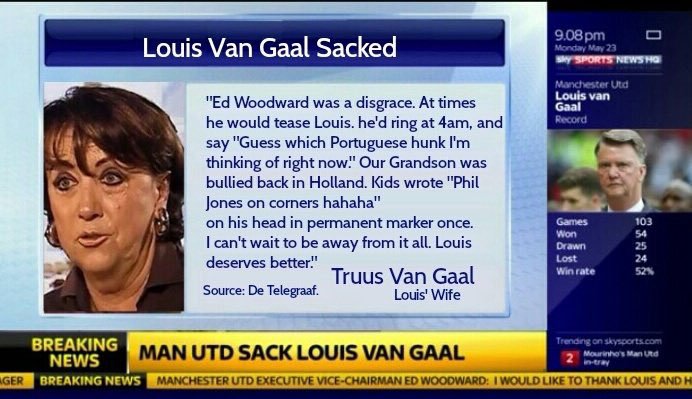 Louis Van Gaal Sacked
"Ed Woodward was a disgrace. At times
he would tease Louis. he'd ring at 4am, and
say "Guess which Portuguese hunk I'm
thinking of right now." Our Grandson was
bullied back in Holland. Kids wrote "Phil
Jones on corners hahaha"
on his head in permanent marker once.
I can't wait to be away from it all. Louis
deserves better."
Truus Van Gaal
Louis' Wife
Source: De Telegraaf.
9.08pm
Monday May 23
sky SPORTS NEWS HQ
Manchester Utd
Louis van
Gaal
Record
Games 103
Won 54
Drawn 25
Lost 24
Win rate 52%
Trending on skysports.com
2 Mourinho's Man Utd
in-tray
BREAKING
NEWS
MAN UTD SACK LOUIS VAN GAAL
AGER BREAKING NEWS MANCHESTER UTD EXECUTIVE VICE-CHAIRMAN ED WOODWARD: I WOULD LIKE TO THANK LOUIS AND H